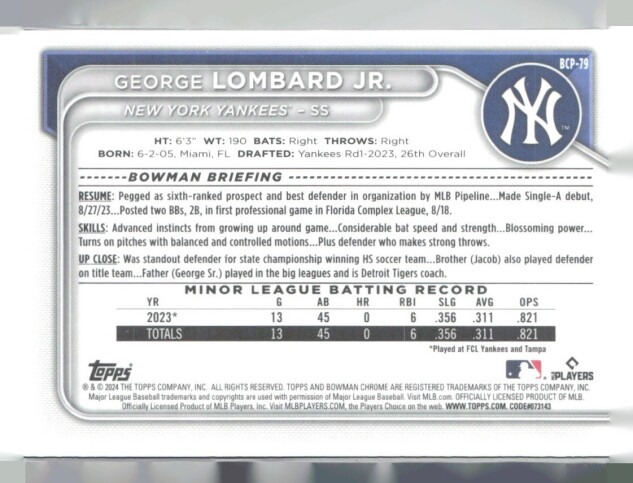 BCP-79
GEORGE LOMBARD JR.
NEW YORK YANKEES® – SS
NY
TM
HT: 6'3" WT: 190 BATS: Right THROWS: Right
BORN: 6-2-05, Miami, FL DRAFTED: Yankees Rd1-2023, 26th Overall
BOWMAN BRIEFING
RESUME: Pegged as sixth-ranked prospect and best defender in organization by MLB Pipeline...Made Single-A debut,
8/27/23...Posted two BBs, 2B, in first professional game in Florida Complex League, 8/18.
SKILLS: Advanced instincts from growing up around game...Considerable bat speed and strength...Blossoming power...
Turns on pitches with balanced and controlled motions...Plus defender who makes strong throws.
UP CLOSE: Was standout defender for state championship winning HS soccer team...Brother (Jacob) also played defender
on title team...Father (George Sr.) played in the big leagues and is Detroit Tigers coach.
MINOR LEAGUE BATTING RECORD
YR G AB HR RBI SLG AVG OPS
2023* 13 45 0 6 .356 .311 .821
TOTALS 13 45 0 6 .356 .311 .821
*Played at FCL Yankees and Tampa
Topps
MLB PLAYERS
® & © 2024 THE TOPPS COMPANY, INC. ALL RIGHTS RESERVED. TOPPS AND BOWMAN CHROME ARE REGISTERED TRADEMARKS OF THE TOPPS COMPANY, INC.
Major League Baseball trademarks and copyrights are used with permission of Major League Baseball. Visit MLB.com. OFFICIALLY LICENSED PRODUCT OF MLB.
Officially Licensed Product of MLB Players, Inc. Visit MLBPLAYERS.COM, the Players Choice on the web. WWW.TOPPS.COM. CODE#073143